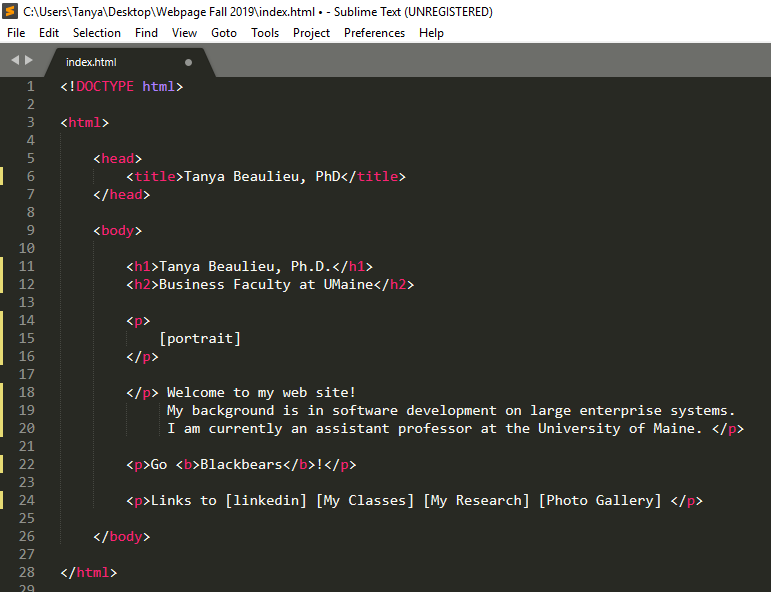 C:\Users\Tanya\Desktop\Webpage Fall 2019\index.html • - Sublime Text (UNREGISTERED)
File Edit Selection Find View Goto Tools Project Preferences Help
index.html
1 <!DOCTYPE html>
2
3 <html>
4
5 <head>
6 <title>Tanya Beaulieu, PhD</title>
7 </head>
8
9 <body>
10
11 <h1>Tanya Beaulieu, Ph.D.</h1>
12 <h2>Business Faculty at UMaine</h2>
13
14 <p>
15 [portrait]
16 </p>
17
18 </p> Welcome to my web site!
19 My background is in software development on large enterprise systems.
20 I am currently an assistant professor at the University of Maine. </p>
21
22 <p>Go <b>Blackbears</b>!</p>
23
24 <p>Links to [linkedin] [My Classes] [My Research] [Photo Gallery] </p>
25
26 </body>
27
28 </html>
29